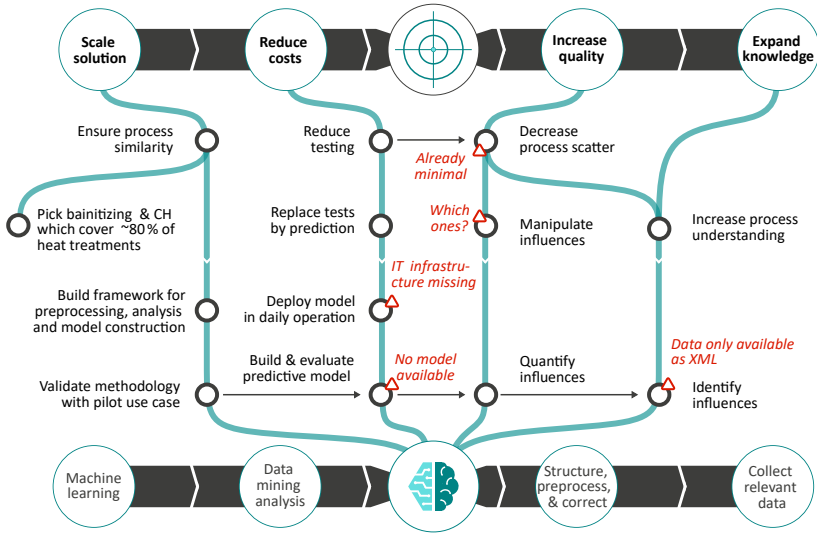 Scale
solution
Reduce
costs
Increase
quality
Expand
knowledge
Ensure process
similarity
Reduce
testing
Decrease
process scatter
Already
minimal
Pick bainitizing & CH
which cover ~80% of
heat treatments
Replace tests
by prediction
Which
ones?
Manipulate
influences
Increase process
understanding
IT infrastru-
cture missing
Build framework for
preprocessing, analysis
and model construction
Deploy model
in daily operation
Build & evaluate
predictive model
No model
available
Quantify
influences
Data only available
as XML
Validate methodology
with pilot use case
Identify
influences
Machine
learning
Data
mining
analysis
Structure,
preprocess,
& correct
Collect
relevant
data